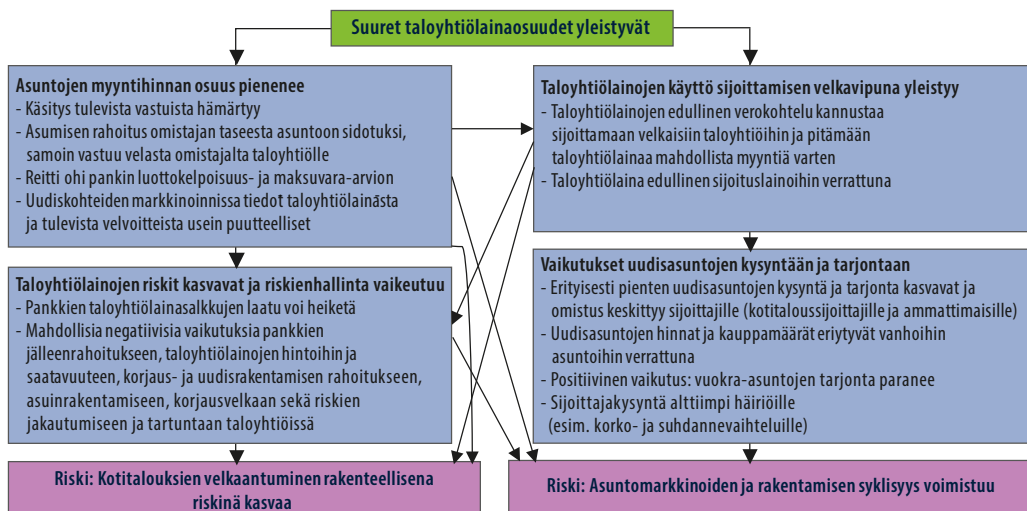 Suuret taloyhtiölainaosuudet yleistyvät
Asuntojen myyntihinnan osuus pienenee
- Käsitys tulevista vastuista hämärtyy
- Asumisen rahoitus omistajan taseesta asuntoon sidotuksi,
samoin vastuu velasta omistajalta taloyhtiölle
- Reitti ohi pankin luottokelpoisuus- ja maksuvara-arvion
- Uudiskohteiden markkinoinnissa tiedot taloyhtiölainasta
ja tulevista velvoitteista usein puutteelliset
Taloyhtiölainojen käyttö sijoittamisen velkavipuna yleistyy
- Taloyhtiölainojen edullinen verokohtelu kannustaa
sijoittamaan velkaisiin taloyhtiöihin ja pitämään
taloyhtiölainaa mahdollista myyntiä varten
- Taloyhtiölaina edullinen sijoituslainoihin verrattuna
Taloyhtiölainojen riskit kasvavat ja riskienhallinta vaikeutuu
- Pankkien taloyhtiölainasalkkujen laatu voi heiketä
- Mahdollisia negatiivisia vaikutuksia pankkien
jälleenrahoitukseen, taloyhtiölainojen hintoihin ja
saatavuuteen, korjaus- ja uudisrakentamisen rahoitukseen,
asuinrakentamiseen, korjausvelkaan sekä riskien
jakautumiseen ja tartuntaan taloyhtiöissä
Vaikutukset uudisasuntojen kysyntään ja tarjontaan
- Erityisesti pienten uudisasuntojen kysyntä ja tarjonta kasvavat ja
omistus keskittyy sijoittajille (kotitaloussijoittajille ja ammattimaisille)
- Uudisasuntojen hinnat ja kauppamäärät eriytyvät vanhoihin
asuntoihin verrattuna
- Positiivinen vaikutus: vuokra-asuntojen tarjonta paranee
- Sijoittajakysyntä alttiimpi häiriöille
(esim. korko- ja suhdannevaihteluille)
Riski: Kotitalouksien velkaantuminen rakenteellisena
riskinä kasvaa
Riski: Asuntomarkkinoiden ja rakentamisen syklisyys voimistuu